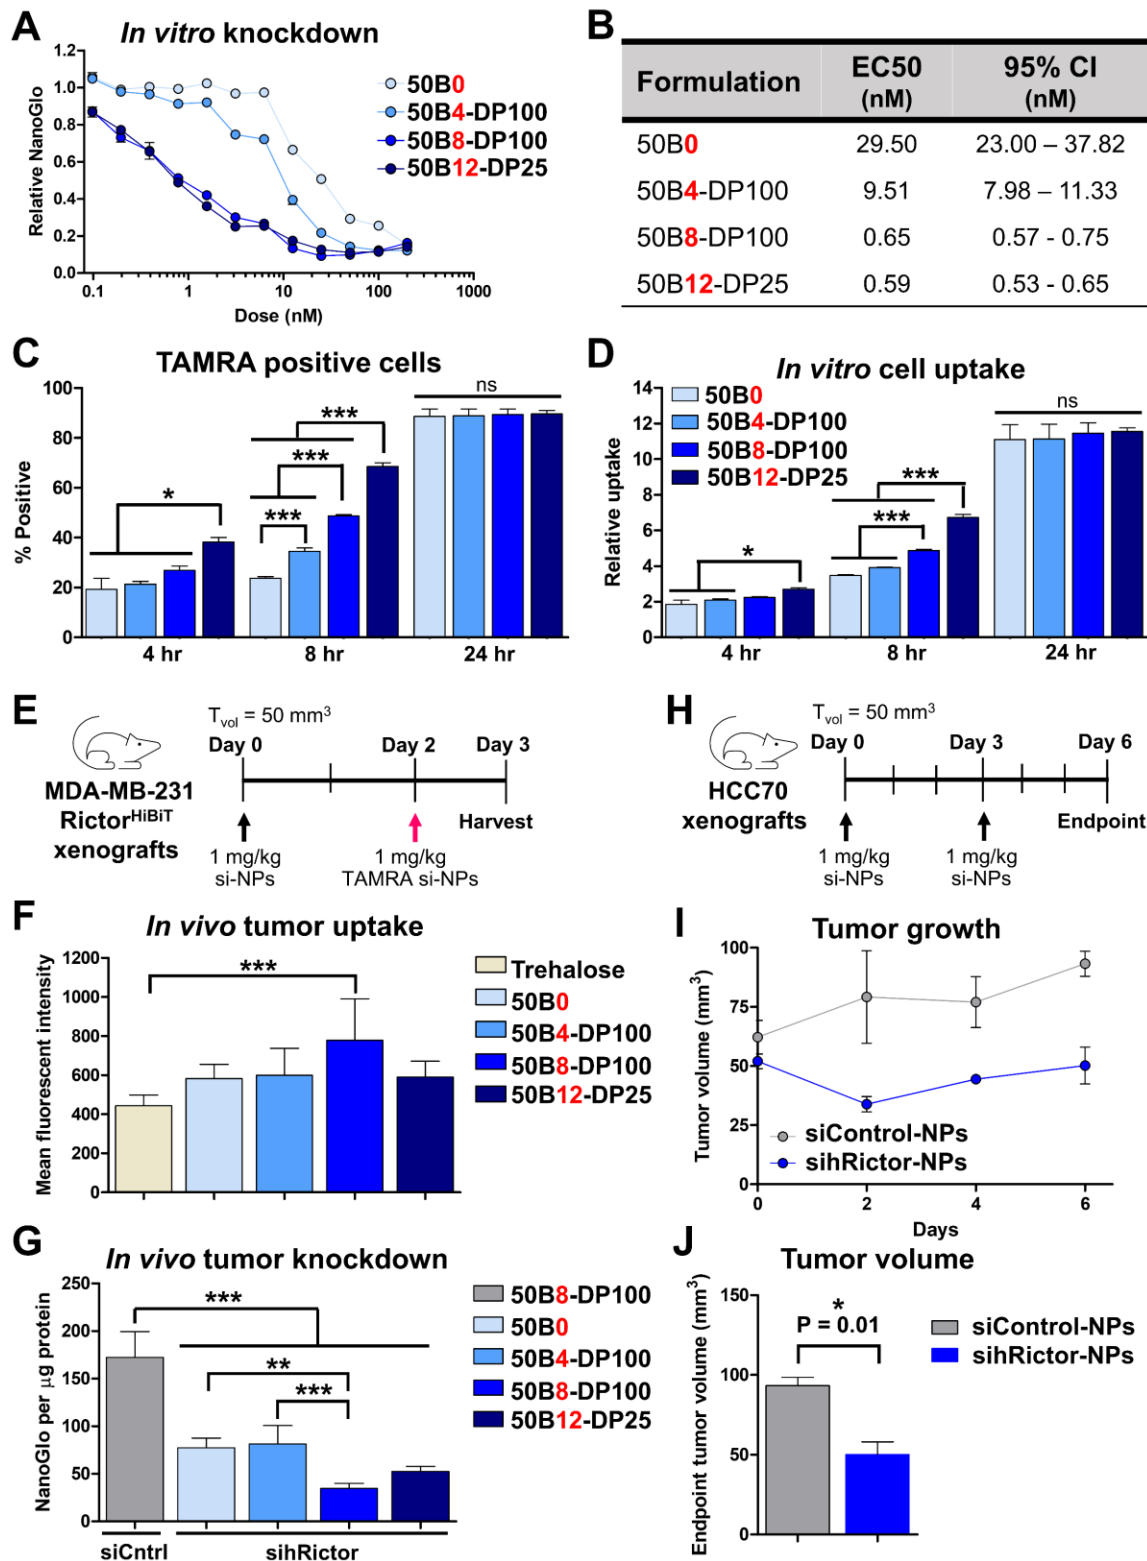 A
In vitro knockdown
Relative NanoGlo
1.2
1.0
0.8
0.6
0.4
0.2
0.0
0.1
1
10
100
1000
Dose (nM)
50B0
50B4-DP100
50B8-DP100
50B12-DP25
B
Formulation
EC50 (nM)
95% CI (nM)
50B0 29.50 23.00 – 37.82
50B4-DP100 9.51 7.98 – 11.33
50B8-DP100 0.65 0.57 - 0.75
50B12-DP25 0.59 0.53 - 0.65
C
TAMRA positive cells
% Positive
100
80
60
40
20
0
*
***
***
***
ns
4 hr
8 hr
24 hr
D
In vitro cell uptake
Relative uptake
14
12
10
8
6
4
2
0
50B0
50B4-DP100
50B8-DP100
50B12-DP25
*
***
***
ns
4 hr
8 hr
24 hr
E
Tvol = 50 mm³
Day 0
Day 2
Day 3
MDA-MB-231
RictorHiBiT
xenografts
Harvest
1 mg/kg
si-NPs
1 mg/kg
TAMRA si-NPs
H
Tvol = 50 mm³
Day 0
Day 3
Day 6
HCC70
xenografts
Endpoint
1 mg/kg
si-NPs
1 mg/kg
si-NPs
F
In vivo tumor uptake
Mean fluorescent intensity
1200
1000
800
600
400
200
0
***
Trehalose
50B0
50B4-DP100
50B8-DP100
50B12-DP25
I
Tumor growth
Tumor volume (mm³)
100
75
50
25
0
siControl-NPs
sihRictor-NPs
0
2
4
6
Days
G
In vivo tumor knockdown
NanoGlo per µg protein
250
200
150
100
50
0
***
**
***
50B8-DP100
50B0
50B4-DP100
50B8-DP100
50B12-DP25
siCntrl
sihRictor
J
Tumor volume
Endpoint tumor volume (mm³)
150
100
50
0
*
P = 0.01
siControl-NPs
sihRictor-NPs